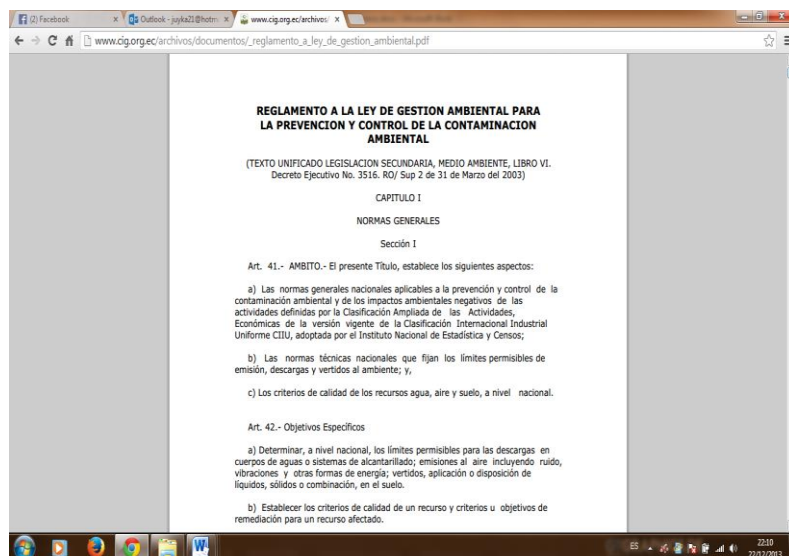 (2) Facebook
Outlook - juyka21@hotm
www.cig.org.ec/archivos/
www.cig.org.ec/archivos/documentos/_reglamento_a_ley_de_gestion_ambiental.pdf
REGLAMENTO A LA LEY DE GESTION AMBIENTAL PARA
LA PREVENCION Y CONTROL DE LA CONTAMINACION
AMBIENTAL
(TEXTO UNIFICADO LEGISLACION SECUNDARIA, MEDIO AMBIENTE, LIBRO VI.
Decreto Ejecutivo No. 3516. RO/ Sup 2 de 31 de Marzo del 2003)
CAPITULO I
NORMAS GENERALES
Sección I
Art. 41.- AMBITO.- El presente Título, establece los siguientes aspectos:
a) Las normas generales nacionales aplicables a la prevención y control de la
contaminación ambiental y de los impactos ambientales negativos de las
actividades definidas por la Clasificación Ampliada de las Actividades,
Económicas de la versión vigente de la Clasificación Internacional Industrial
Uniforme CIIU, adoptada por el Instituto Nacional de Estadística y Censos;
b) Las normas técnicas nacionales que fijan los límites permisibles de
emisión, descargas y vertidos al ambiente; y,
c) Los criterios de calidad de los recursos agua, aire y suelo, a nivel nacional.
Art. 42.- Objetivos Específicos
a) Determinar, a nivel nacional, los límites permisibles para las descargas en
cuerpos de aguas o sistemas de alcantarillado; emisiones al aire incluyendo ruido,
vibraciones y otras formas de energía; vertidos, aplicación o disposición de
líquidos, sólidos o combinación, en el suelo.
b) Establecer los criterios de calidad de un recurso y criterios u objetivos de
remediación para un recurso afectado.
ES
22:10
22/12/2013